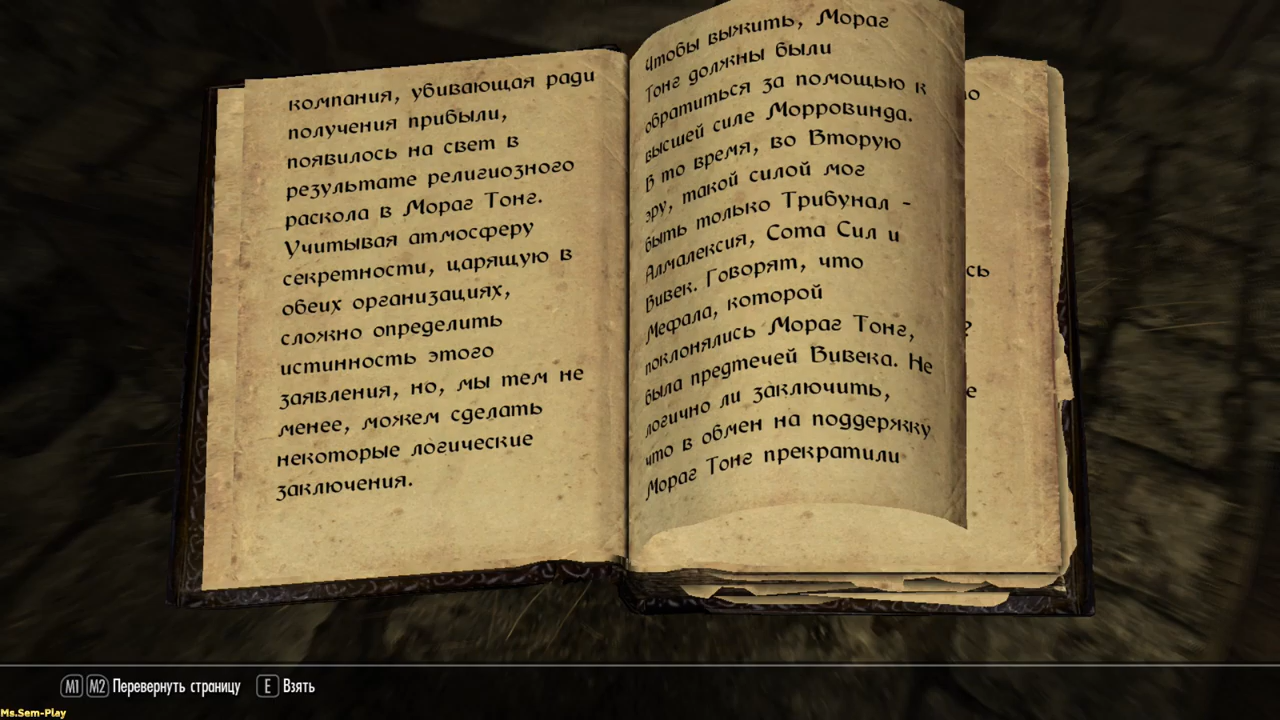 компания, убивающая ради
получения прибыли,
появилось на свет в
результате религиозного
раскола в Мораг Тонг.
Учитывая атмосферу
секретности, царящую в
обеих организациях,
сложно определить
истинность этого
заявления, но, мы тем не
менее, можем сделать
некоторые логические
заключения.
Чтобы выжить, Мораг
Тонг должны были
обратиться за помощью к
высшей силе Морровинда.
В то время, во Вторую
эру, такой силой мог
быть только Трибунал -
Алмалексия, Сота Сил и
Вивек. Говорят, что
Мефала, которой
поклонялись Мораг Тонг,
была предтечей Вивека. Не
логично ли заключить,
что в обмен на поддержку
Мораг Тонг прекратили
о
сь
?
е
M1 M2 Перевернуть страницу E Взять
Ms.Sem-Play